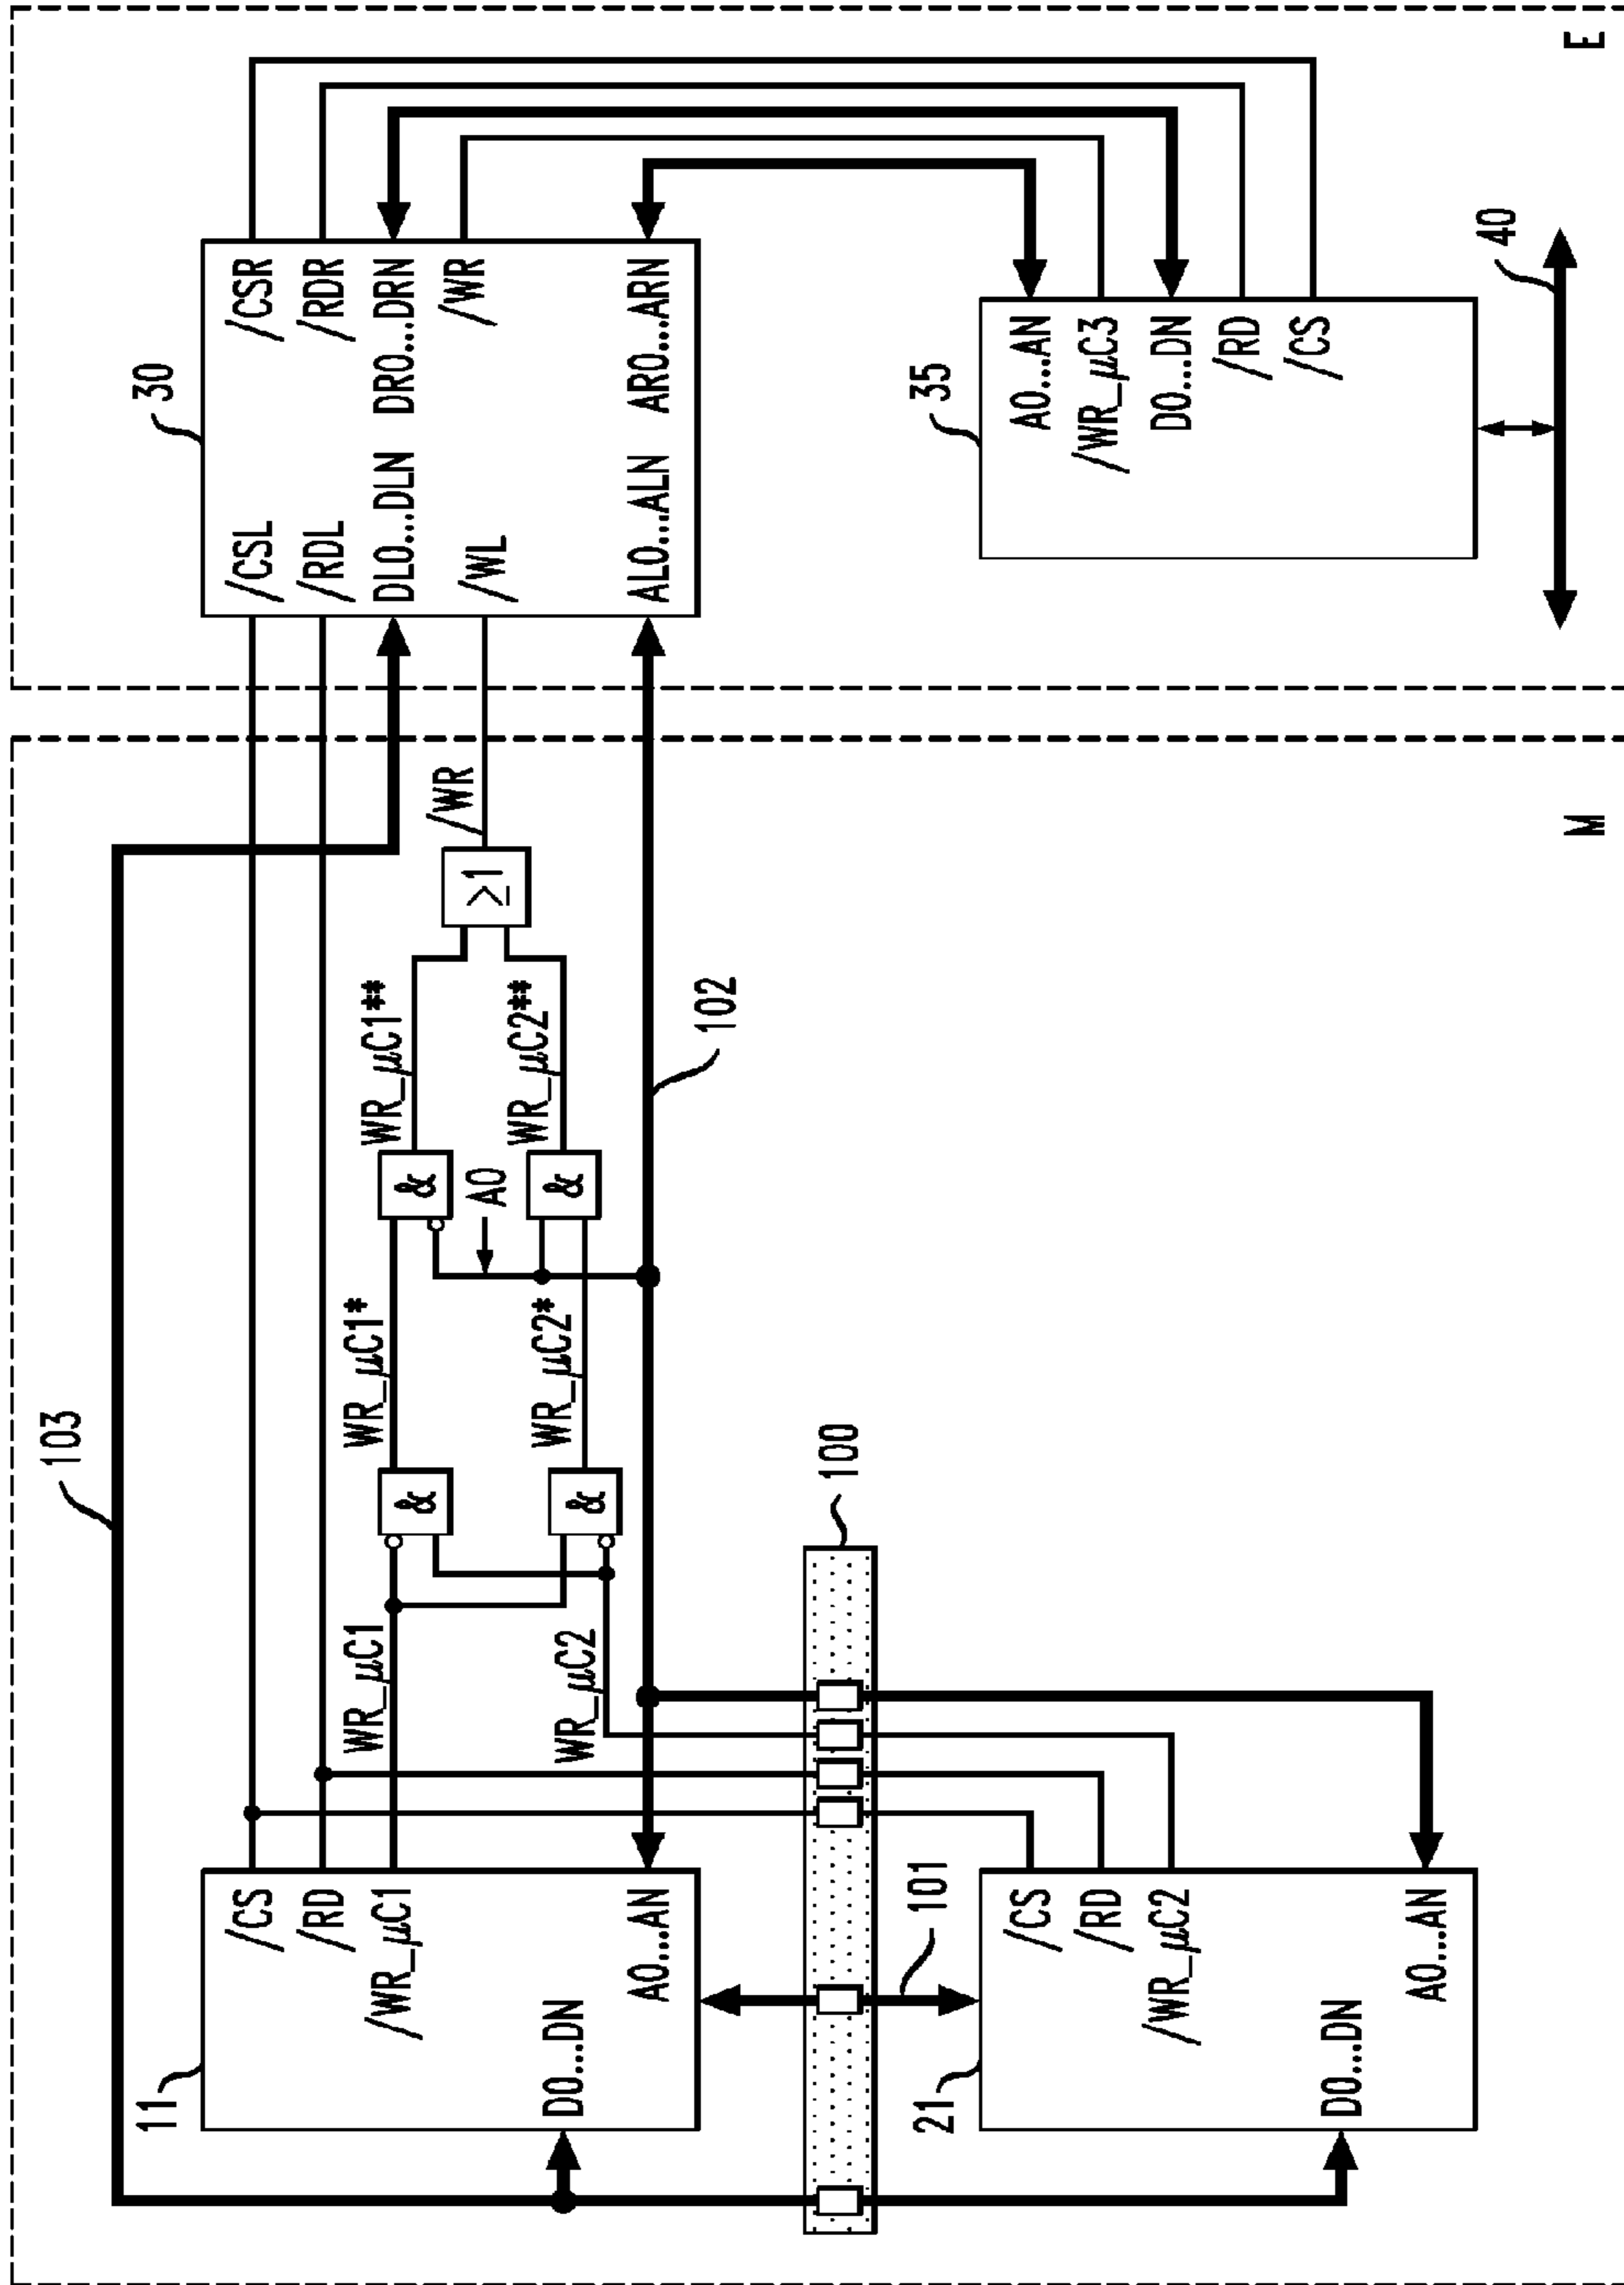 103
11
/CS
/RD
/WR_µC1
D0...DN
A0...AN
WR_µC1
WR_µC2
WR_µC1*
WR_µC2*
&
&
&
&
A0
WR_µC1**
WR_µC2**
≥1
/WR
102
100
101
21
/CS
/RD
/WR_µC2
D0...DN
A0...AN
M
30
/CSL /CSR
/RDL /RDR
DL0...DLN DR0...DRN
/WL /WR
AL0...ALN AR0...ARN
35
A0...AN
/WR_µC3
D0...DN
/RD
/CS
40
E